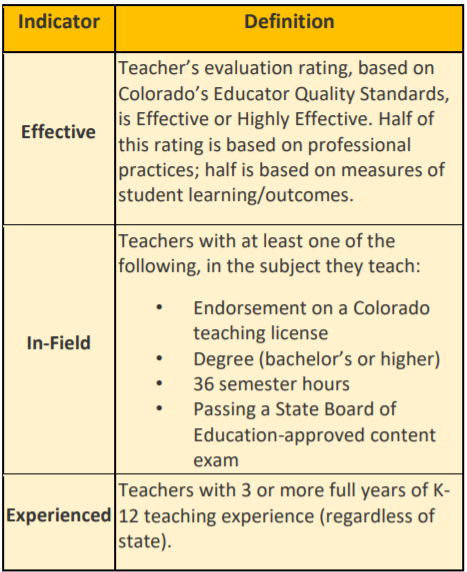 Indicator Definition
Effective
Teacher's evaluation rating, based on
Colorado's Educator Quality Standards,
is Effective or Highly Effective. Half of
this rating is based on professional
practices; half is based on measures of
student learning/outcomes.
In-Field
Teachers with at least one of the
following, in the subject they teach:
• Endorsement on a Colorado
teaching license
• Degree (bachelor's or higher)
• 36 semester hours
• Passing a State Board of
Education-approved content
exam
Experienced
Teachers with 3 or more full years of K-
12 teaching experience (regardless of
state).